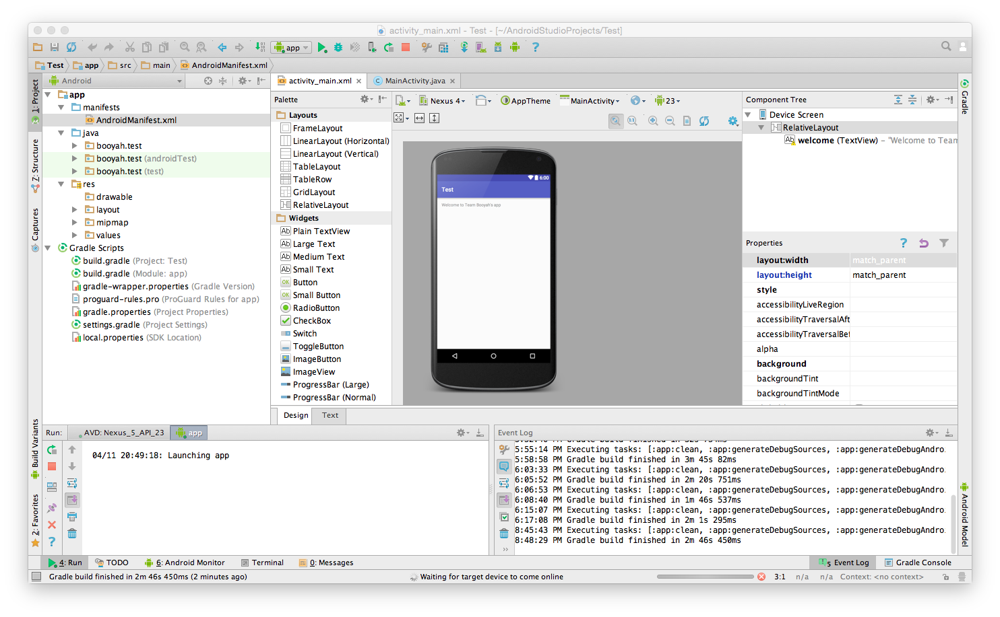 activity_main.xml - Test - [~/AndroidStudioProjects/Test]
app
Test app src main AndroidManifest.xml
1: Project
7: Structure
Captures
Build Variants
2: Favorites
Android
app
manifests
AndroidManifest.xml
java
booyah.test
booyah.test (androidTest)
booyah.test (test)
res
drawable
layout
mipmap
values
Gradle Scripts
build.gradle (Project: Test)
build.gradle (Module: app)
gradle-wrapper.properties (Gradle Version)
proguard-rules.pro (ProGuard Rules for app)
gradle.properties (Project Properties)
settings.gradle (Project Settings)
local.properties (SDK Location)
activity_main.xml MainActivity.java
Palette
Layouts
FrameLayout
LinearLayout (Horizontal)
LinearLayout (Vertical)
TableLayout
TableRow
GridLayout
RelativeLayout
Widgets
Ab Plain TextView
Ab Large Text
Ab Medium Text
Ab Small Text
OK Button
OK Small Button
RadioButton
CheckBox
Switch
ToggleButton
ImageButton
ImageView
ProgressBar (Large)
ProgressBar (Normal)
Nexus 4 AppTheme MainActivity 23
6:00
Test
Welcome to Team Booyah's app
Design Text
Component Tree
Device Screen
RelativeLayout
Ab welcome (TextView) – "Welcome to Team
Properties
layout:width match_parent
layout:height match_parent
style
accessibilityLiveRegion
accessibilityTraversalAft
accessibilityTraversalBef
alpha
background
backgroundTint
backgroundTintMode
Gradle
Android Model
Run: AVD: Nexus_5_API_23 app
04/11 20:49:18: Launching app
Event Log
5:55:14 PM Executing tasks: [:app:clean, :app:generateDebugSources, :app:generateDebugAndro
5:58:58 PM Gradle build finished in 3m 45s 82ms
6:03:33 PM Executing tasks: [:app:clean, :app:generateDebugSources, :app:generateDebugAndro
6:05:52 PM Gradle build finished in 2m 20s 751ms
6:06:53 PM Executing tasks: [:app:clean, :app:generateDebugSources, :app:generateDebugAndro
6:08:40 PM Gradle build finished in 1m 46s 537ms
6:15:07 PM Executing tasks: [:app:clean, :app:generateDebugSources, :app:generateDebugAndro
6:17:08 PM Gradle build finished in 2m 1s 295ms
8:45:43 PM Executing tasks: [:app:clean, :app:generateDebugSources, :app:generateDebugAndro
8:48:29 PM Gradle build finished in 2m 46s 450ms
4: Run TODO 6: Android Monitor Terminal 0: Messages 5 Event Log Gradle Console
Gradle build finished in 2m 46s 450ms (2 minutes ago) Waiting for target device to come online 3:1 n/a n/a Context: <no context>